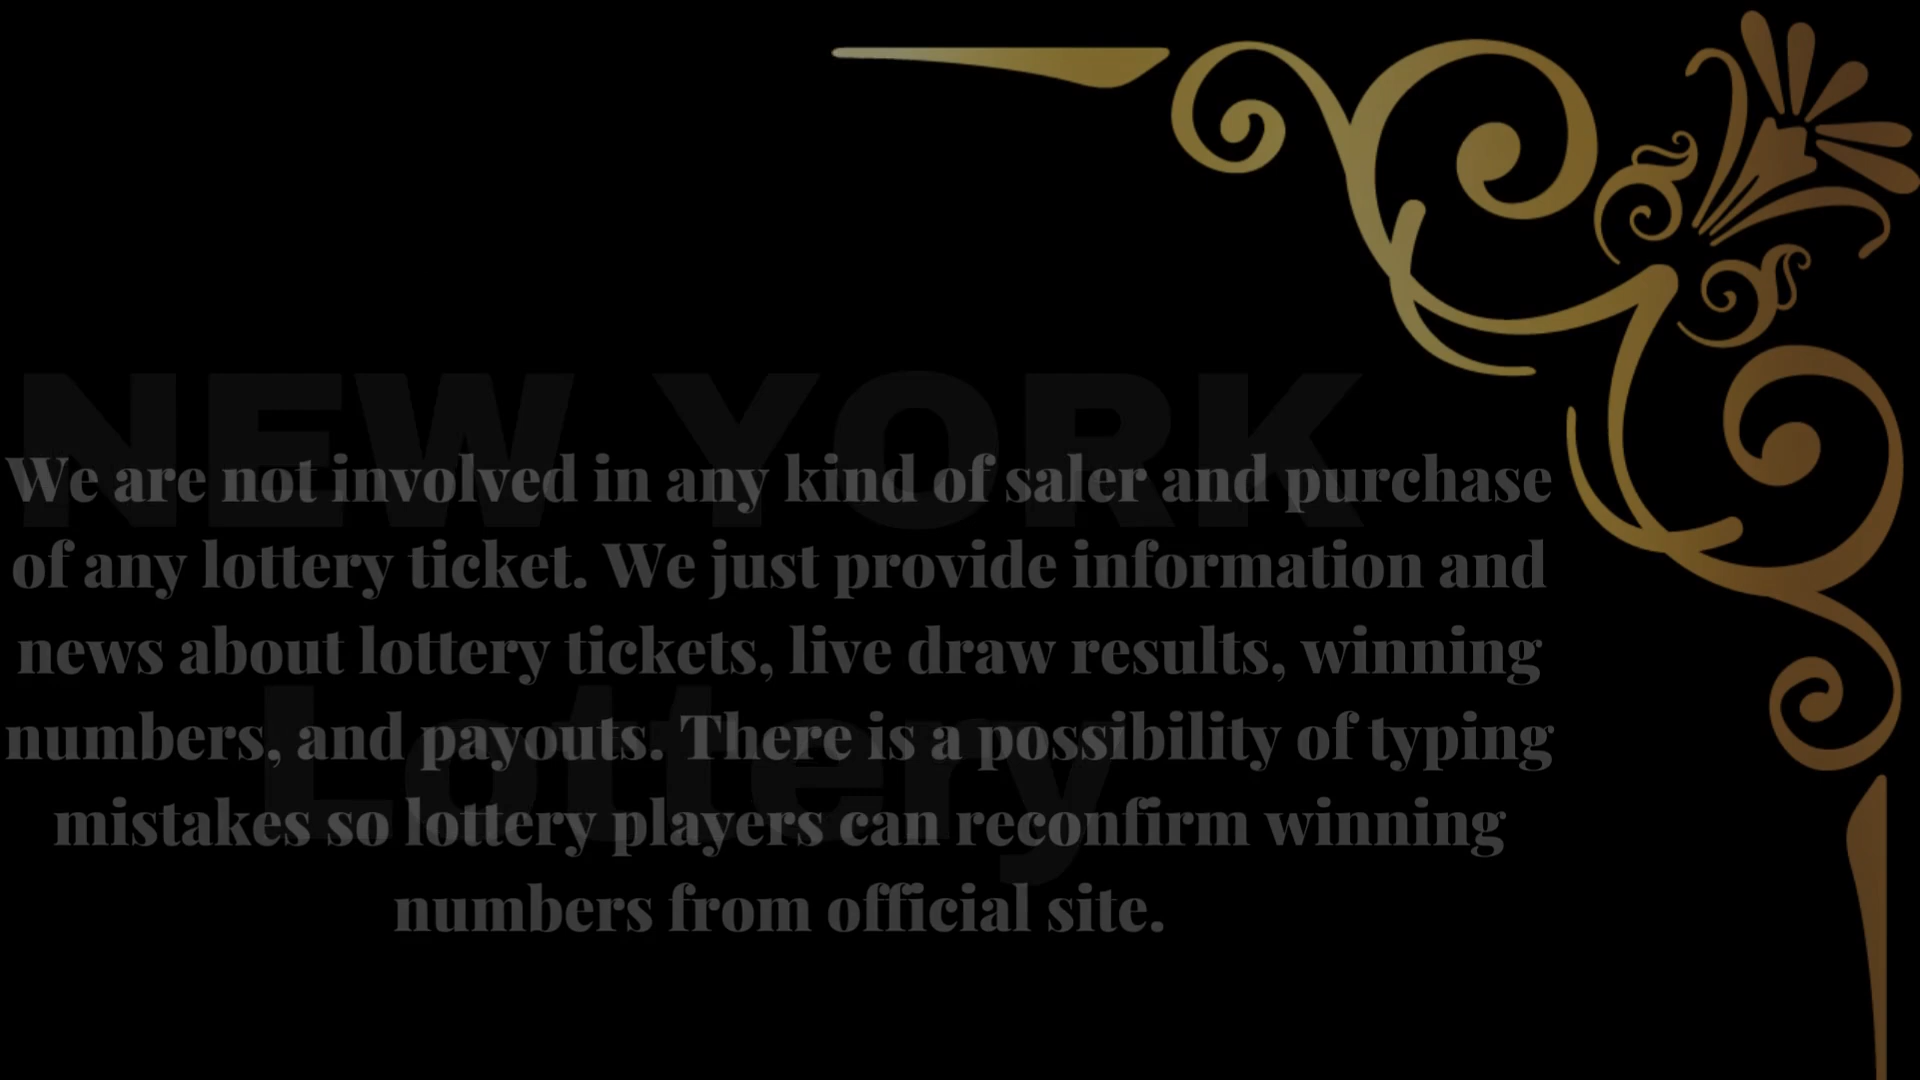 NEW YORK
We are not involved in any kind of saler and purchase
of any lottery ticket. We just provide information and
news about lottery tickets, live draw results, winning
numbers, and payouts. There is a possibility of typing
mistakes so lottery players can reconfirm winning
numbers from official site.
Lottery